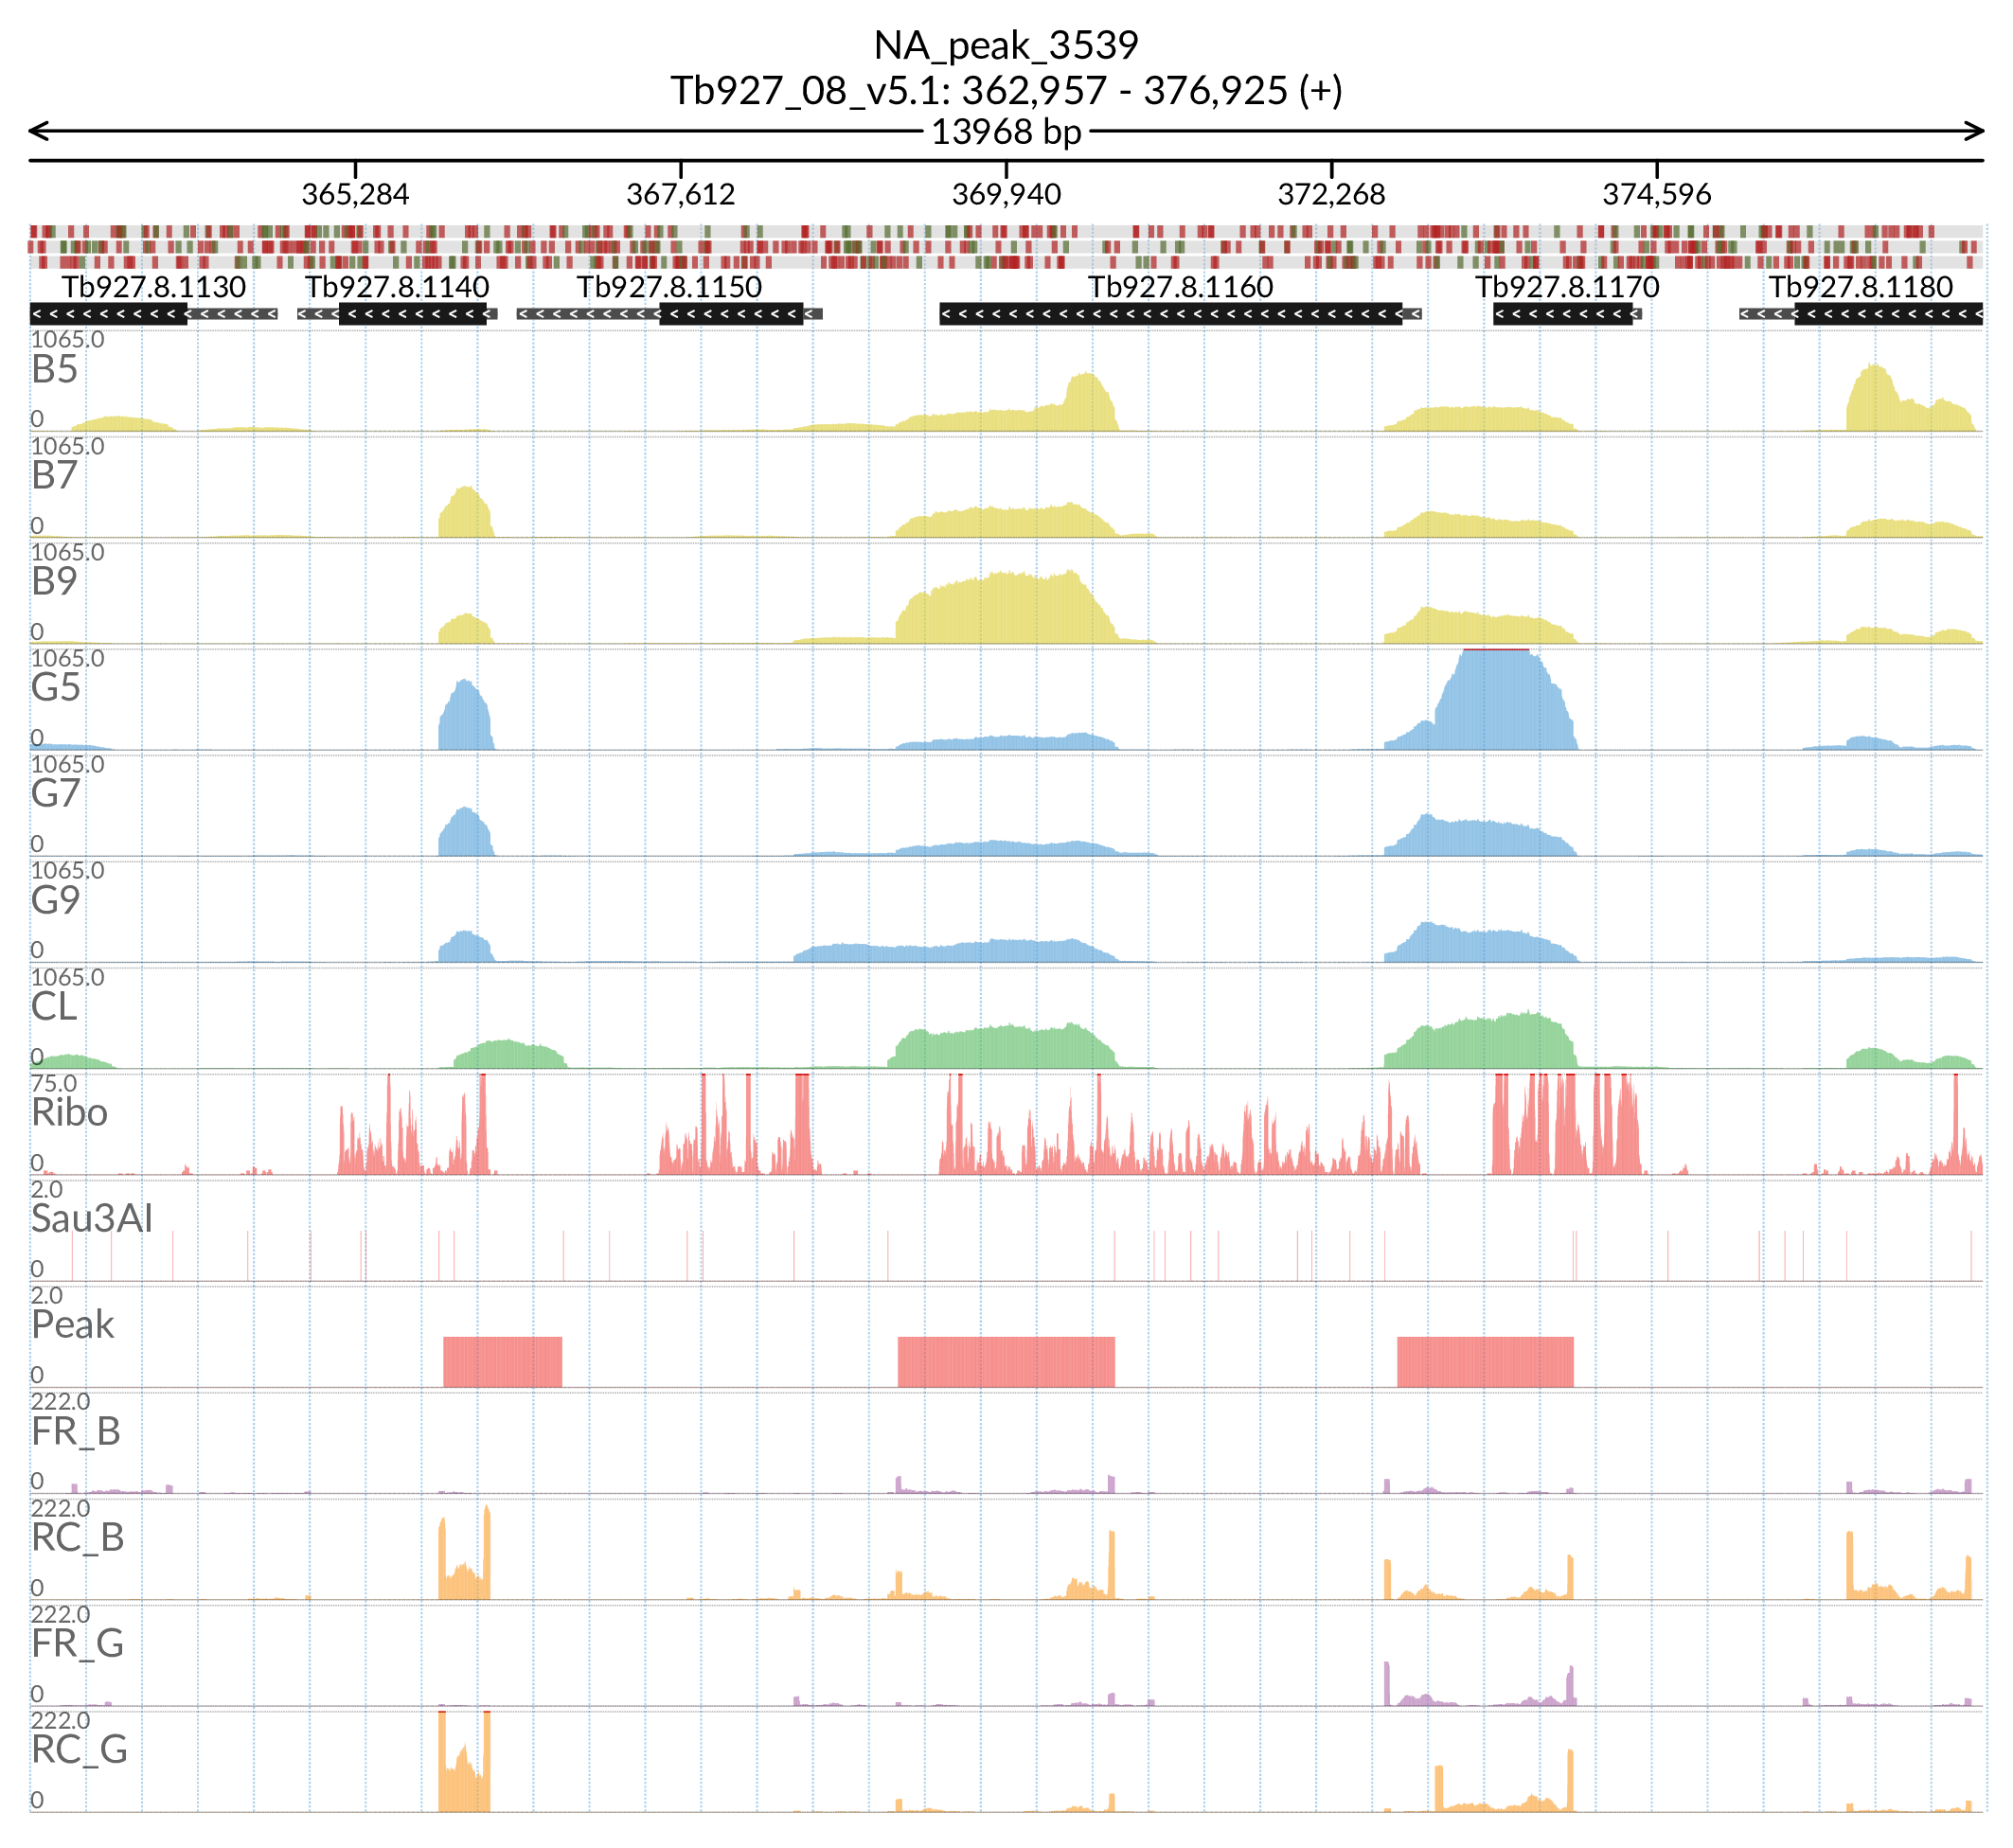 NA_peak_3539
Tb927_08_v5.1: 362,957 - 376,925 (+)
13968 bp
365,284 367,612 369,940 372,268 374,596
Tb927.8.1130 Tb927.8.1140 Tb927.8.1150 Tb927.8.1160 Tb927.8.1170 Tb927.8.1180
1065.0
B5
0
1065.0
B7
0
1065.0
B9
0
1065.0
G5
0
1065.0
G7
0
1065.0
G9
0
1065.0
CL
0
75.0
Ribo
0
2.0
Sau3AI
0
2.0
Peak
0
222.0
FR_B
0
222.0
RC_B
0
222.0
FR_G
0
222.0
RC_G
0